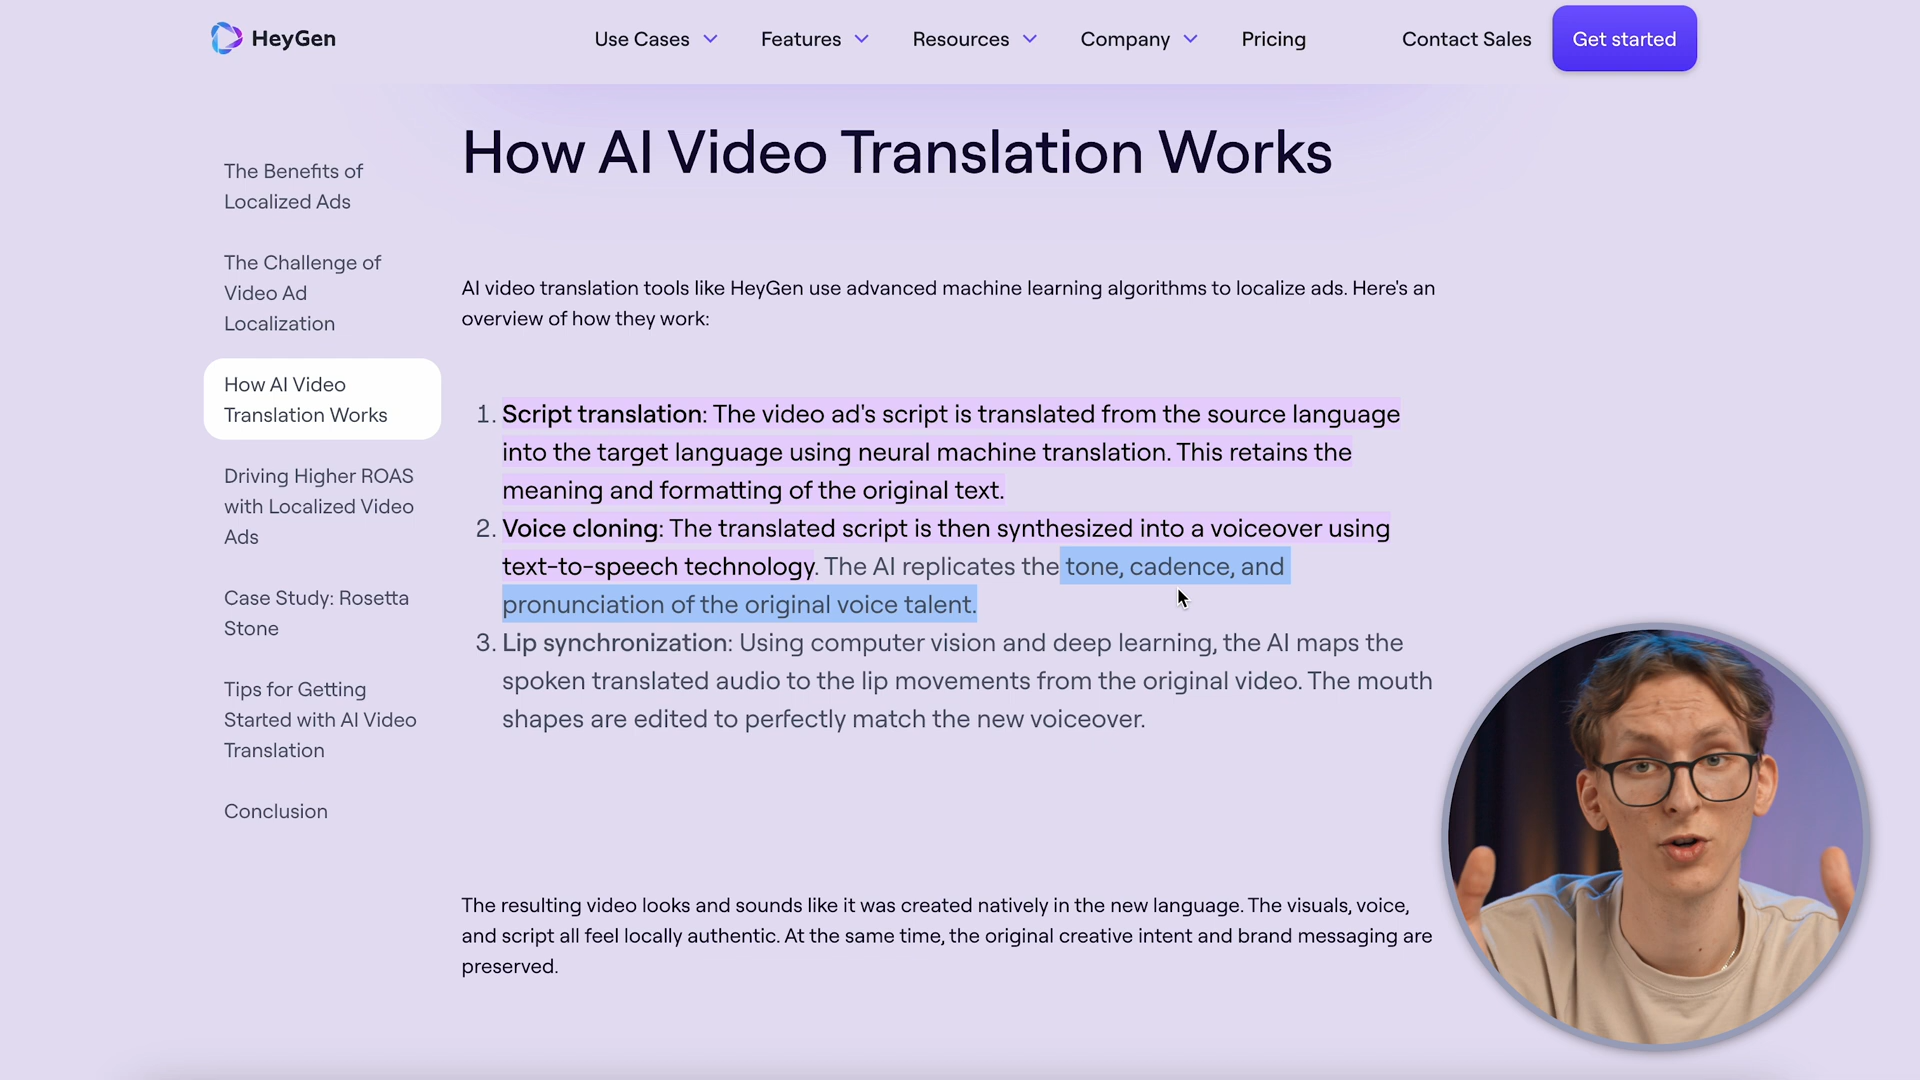 HeyGen
Use Cases
Features
Resources
Company
Pricing
Contact Sales
Get started
The Benefits of
Localized Ads
The Challenge of
Video Ad
Localization
How AI Video
Translation Works
Driving Higher ROAS
with Localized Video
Ads
Case Study: Rosetta
Stone
Tips for Getting
Started with AI Video
Translation
Conclusion
How AI Video Translation Works
AI video translation tools like HeyGen use advanced machine learning algorithms to localize ads. Here's an
overview of how they work:
1. Script translation: The video ad's script is translated from the source language
into the target language using neural machine translation. This retains the
meaning and formatting of the original text.
2. Voice cloning: The translated script is then synthesized into a voiceover using
text-to-speech technology. The AI replicates the tone, cadence, and
pronunciation of the original voice talent.
3. Lip synchronization: Using computer vision and deep learning, the AI maps the
spoken translated audio to the lip movements from the original video. The mouth
shapes are edited to perfectly match the new voiceover.
The resulting video looks and sounds like it was created natively in the new language. The visuals, voice,
and script all feel locally authentic. At the same time, the original creative intent and brand messaging are
preserved.